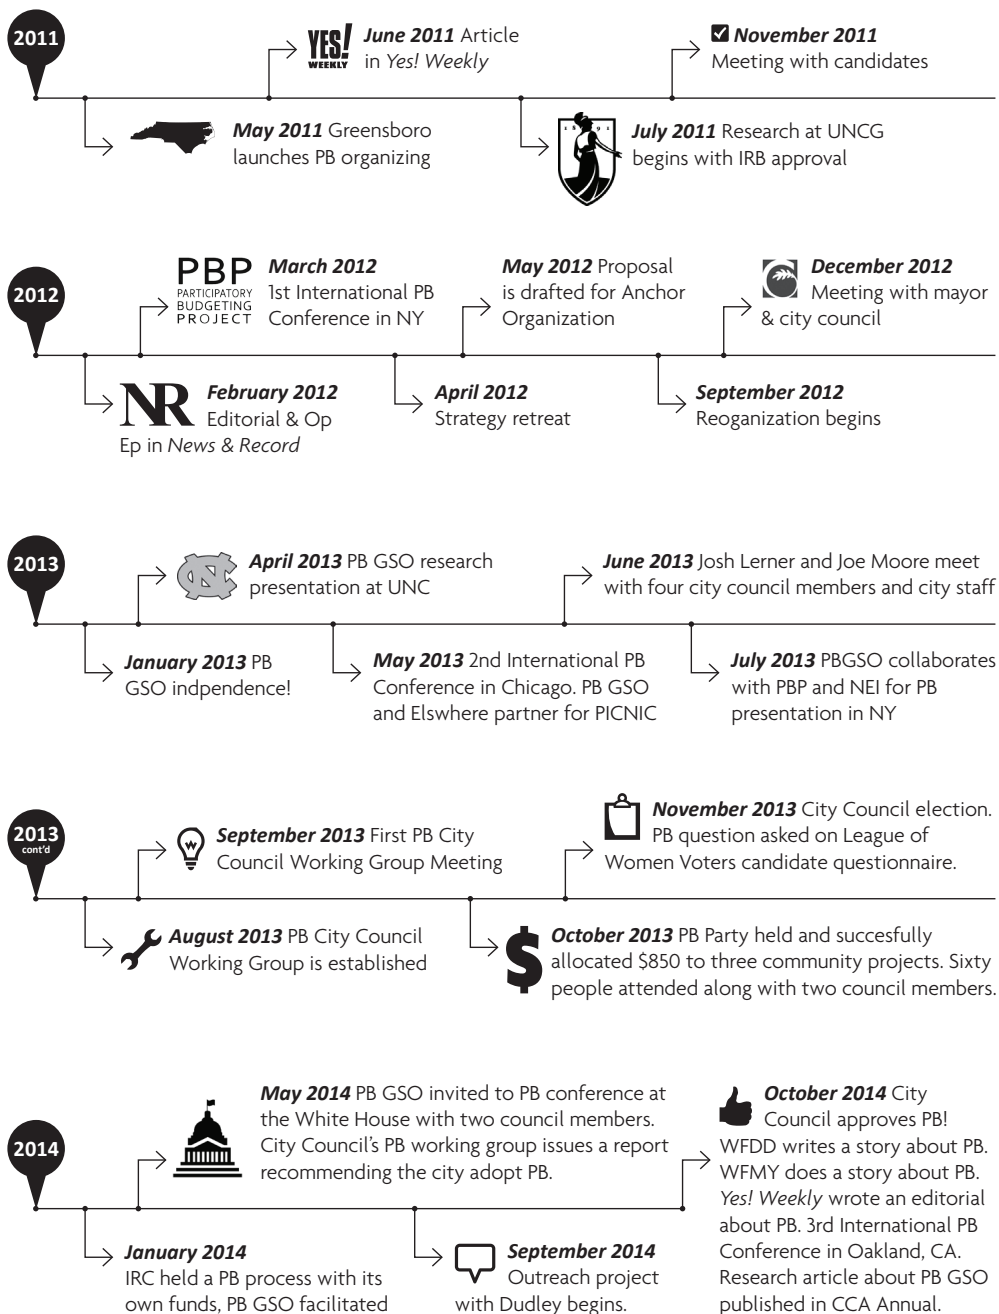 2011
YES!
WEEKLY
June 2011 Article
in Yes! Weekly
November 2011
Meeting with candidates
May 2011 Greensboro
launches PB organizing
1891
July 2011 Research at UNCG
begins with IRB approval
2012
PBP
PARTICIPATORY
BUDGETING
PROJECT
March 2012
1st International PB
Conference in NY
May 2012 Proposal
is drafted for Anchor
Organization
December 2012
Meeting with mayor
& city council
NR
February 2012
Editorial & Op
Ep in News & Record
April 2012
Strategy retreat
September 2012
Reoganization begins
2013
NC
April 2013 PB GSO research
presentation at UNC
June 2013 Josh Lerner and Joe Moore meet
with four city council members and city staff
January 2013 PB
GSO indpendence!
May 2013 2nd International PB
Conference in Chicago. PB GSO
and Elswhere partner for PICNIC
July 2013 PBGSO collaborates
with PBP and NEI for PB
presentation in NY
2013
cont'd
September 2013 First PB City
Council Working Group Meeting
November 2013 City Council election.
PB question asked on League of
Women Voters candidate questionnaire.
August 2013 PB City Council
Working Group is established
$
October 2013 PB Party held and succesfully
allocated $850 to three community projects. Sixty
people attended along with two council members.
2014
May 2014 PB GSO invited to PB conference at
the White House with two council members.
City Council's PB working group issues a report
recommending the city adopt PB.
October 2014 City
Council approves PB!
WFDD writes a story about PB.
WFMY does a story about PB.
Yes! Weekly wrote an editorial
about PB. 3rd International PB
Conference in Oakland, CA.
Research article about PB GSO
published in CCA Annual.
January 2014
IRC held a PB process with its
own funds, PB GSO facilitated
September 2014
Outreach project
with Dudley begins.